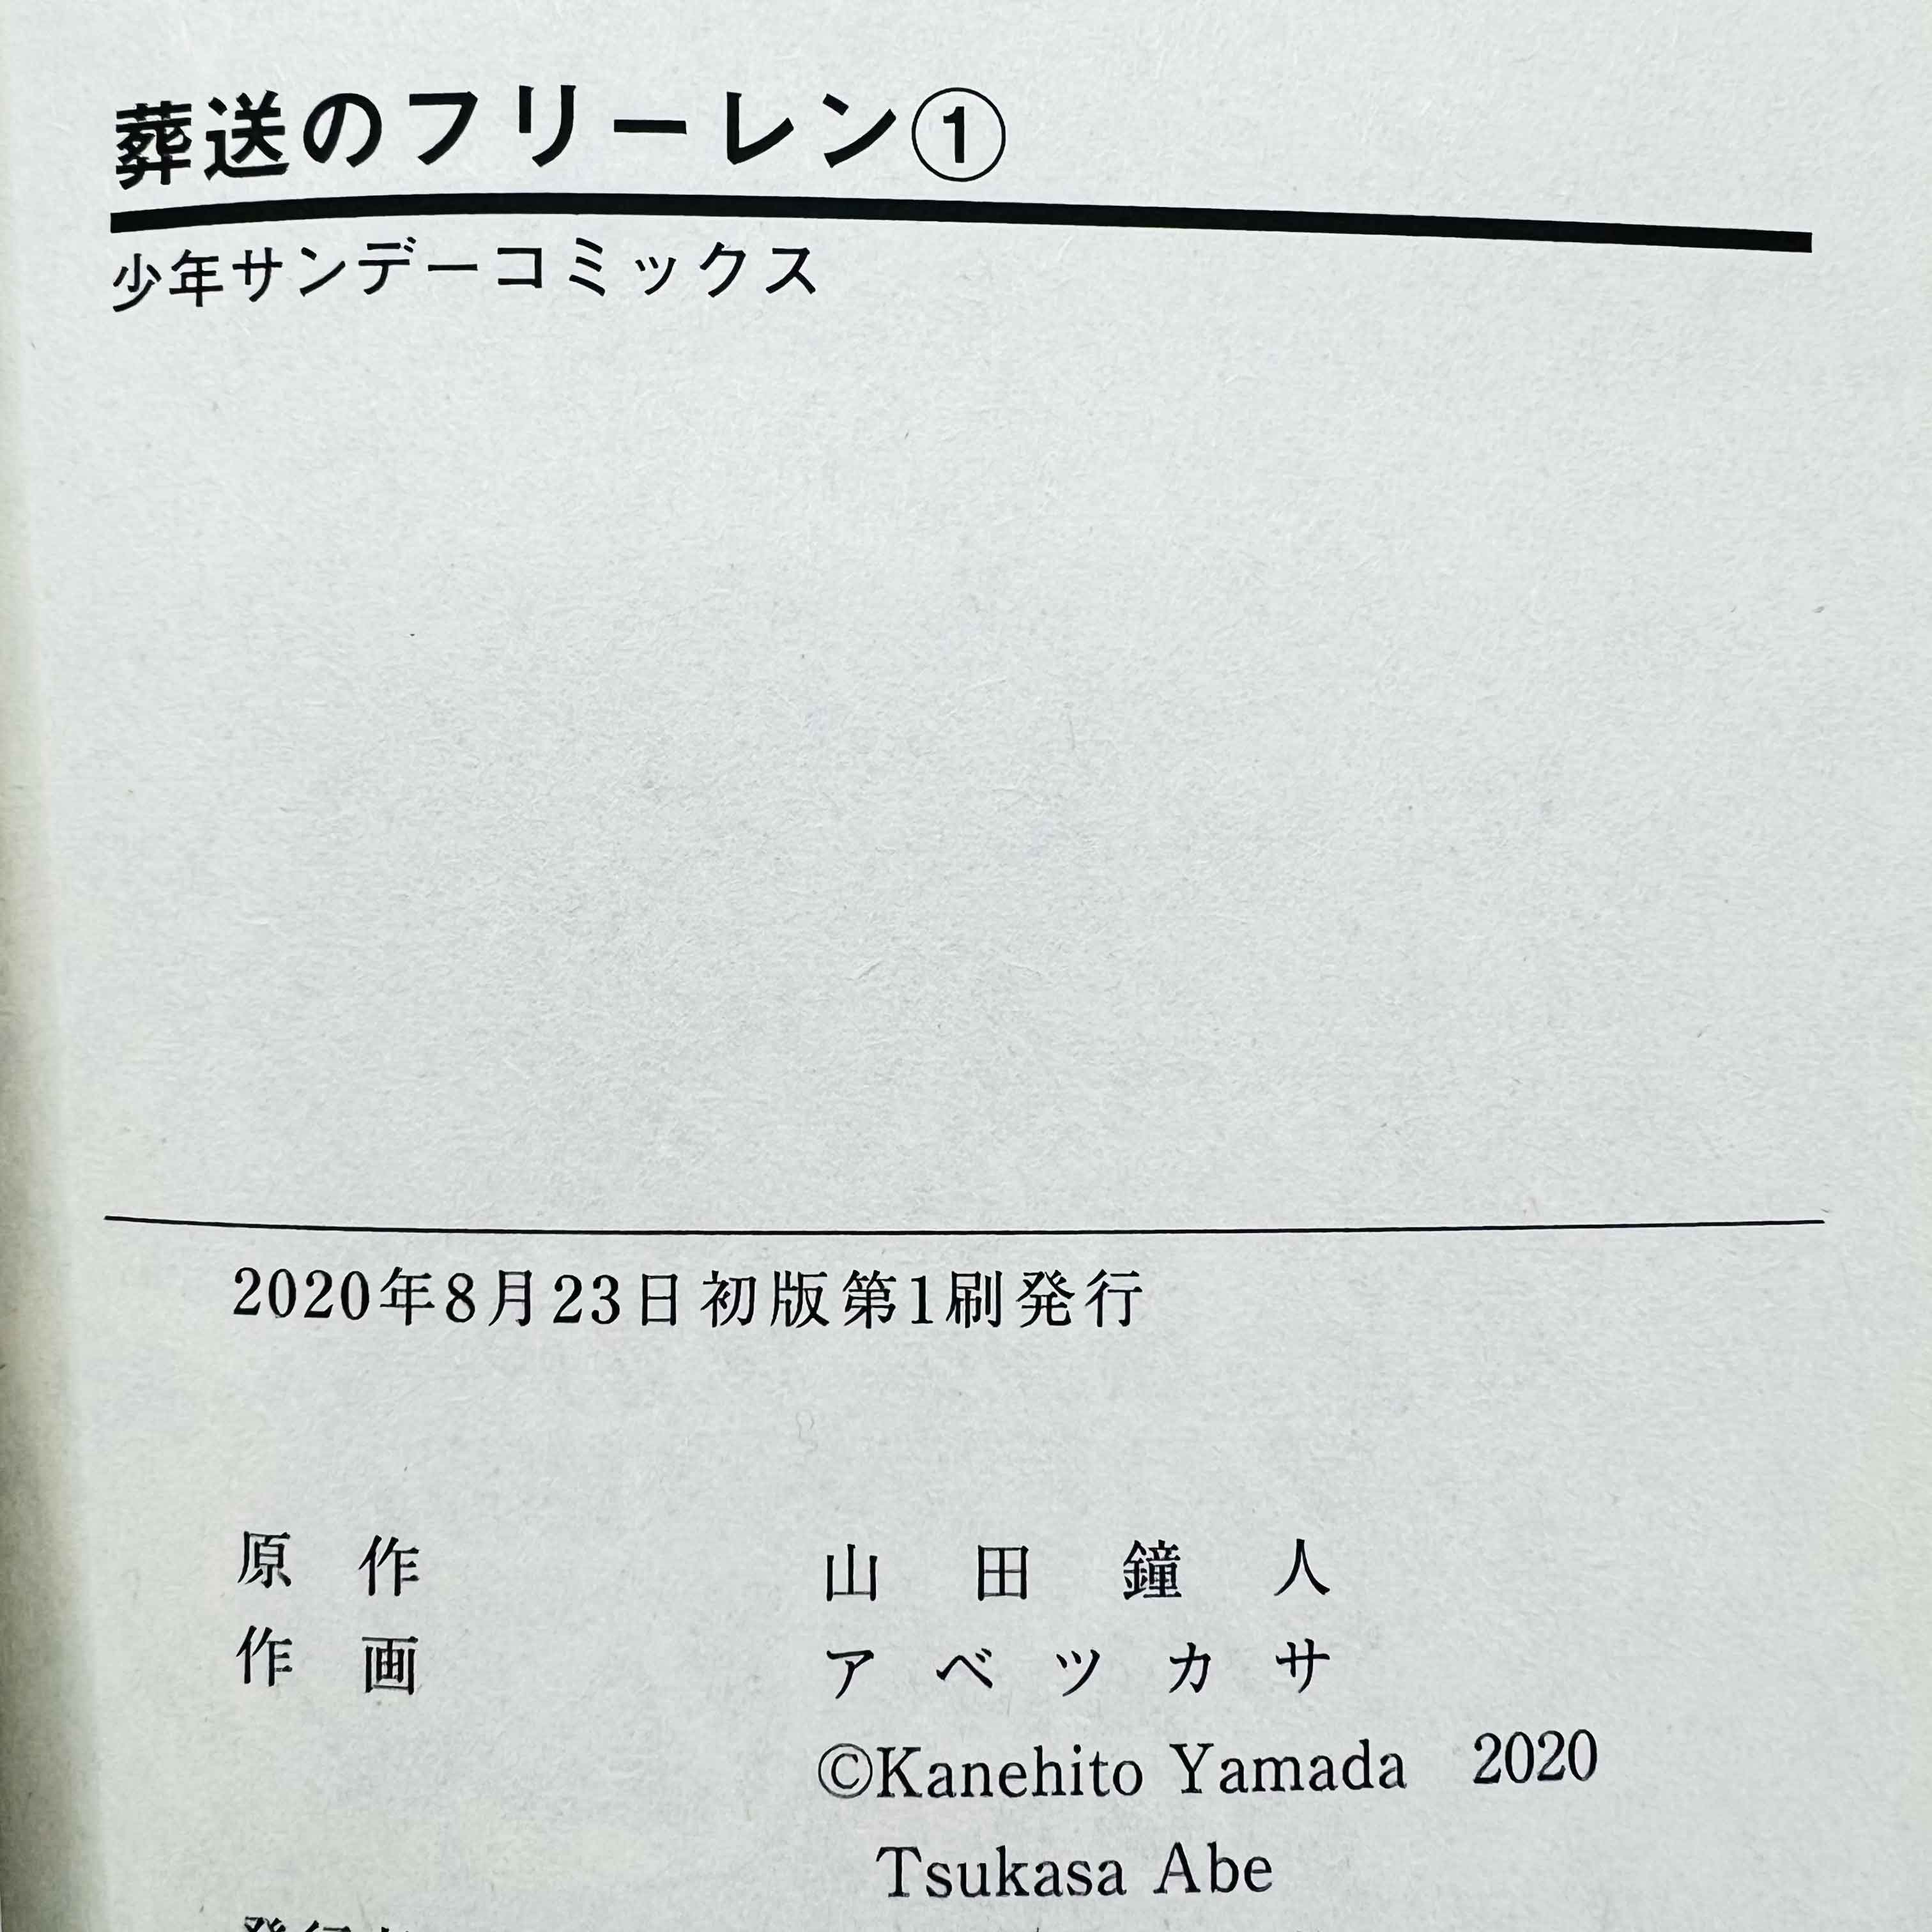 葬送のフリーレン①
少年サンデーコミックス
2020年8月23日初版第1刷発行
原作 山田鐘人
作画 アベツカサ
©Kanehito Yamada 2020
Tsukasa Abe